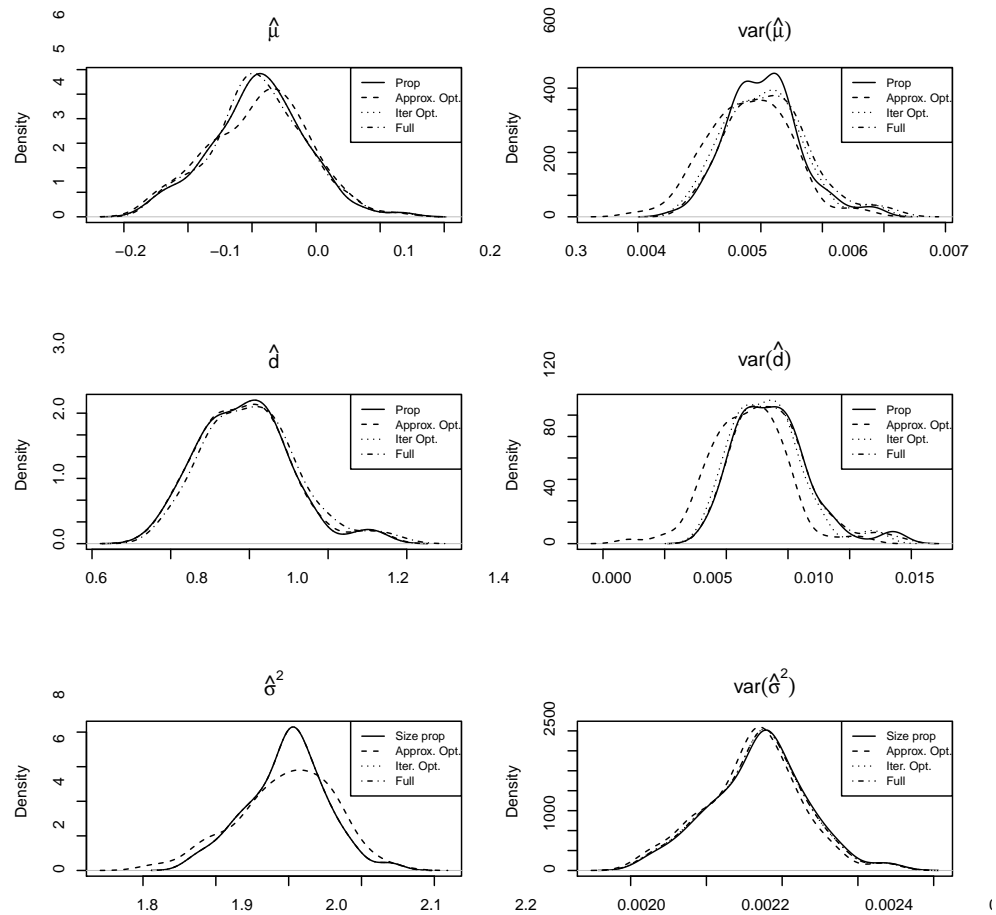 μ̂
6
5
4
3
2
1
0
Density
Prop
Approx. Opt.
Iter Opt.
Full
−0.2 −0.1 0.0 0.1 0.2 0.3
var(μ̂)
600
400
200
0
Density
Prop
Approx. Opt.
Iter Opt.
Full
0.004 0.005 0.006 0.007
d̂
3.0
2.0
1.0
0.0
Density
Prop
Approx. Opt.
Iter Opt.
Full
0.6 0.8 1.0 1.2 1.4
var(d̂)
120
80
40
0
Density
Prop
Approx. Opt.
Iter Opt.
Full
0.000 0.005 0.010 0.015
σ̂²
8
6
4
2
0
Density
Size prop
Approx. Opt.
Iter. Opt.
Full
1.8 1.9 2.0 2.1 2.2
var(σ̂²)
2500
1000
0
Density
Size prop
Approx. Opt.
Iter. Opt.
Full
0.0020 0.0022 0.0024